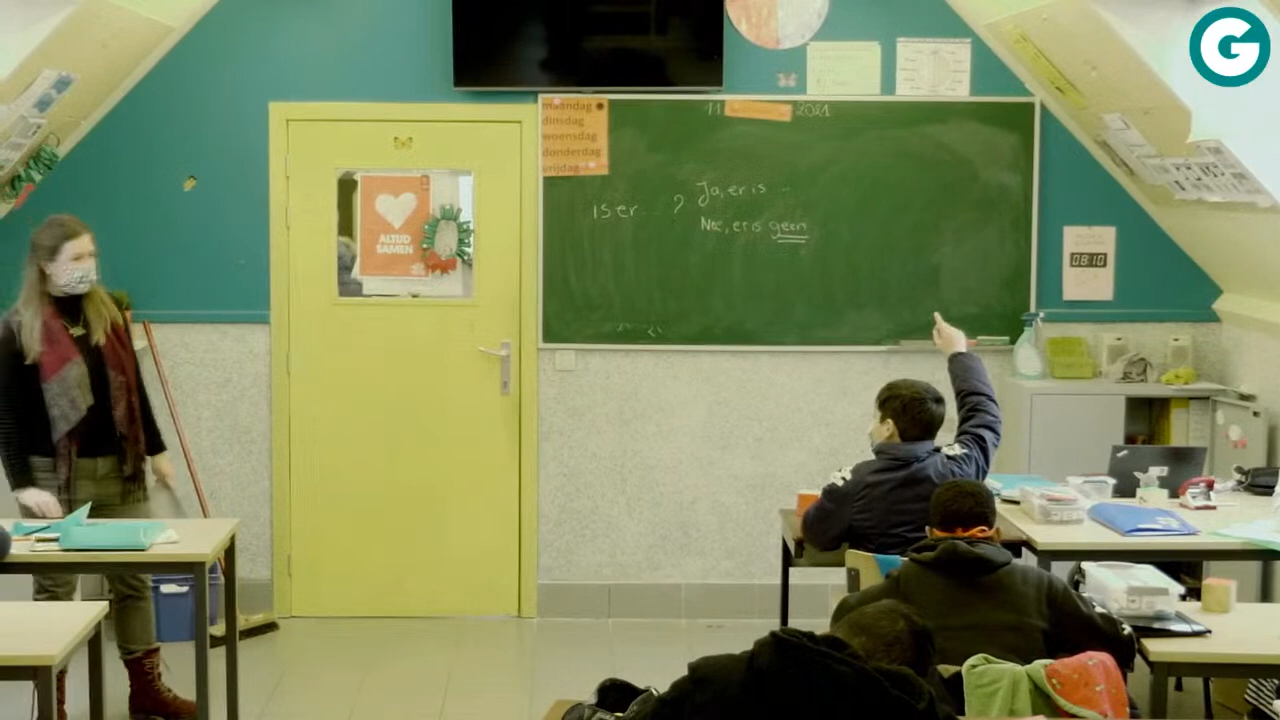 G
maandag
dinsdag
woensdag
donderdag
vrijdag
11 2021
Is er ... ?
Ja, er is ...
Nee, er is geen
ALTIJD
SAMEN
08:10